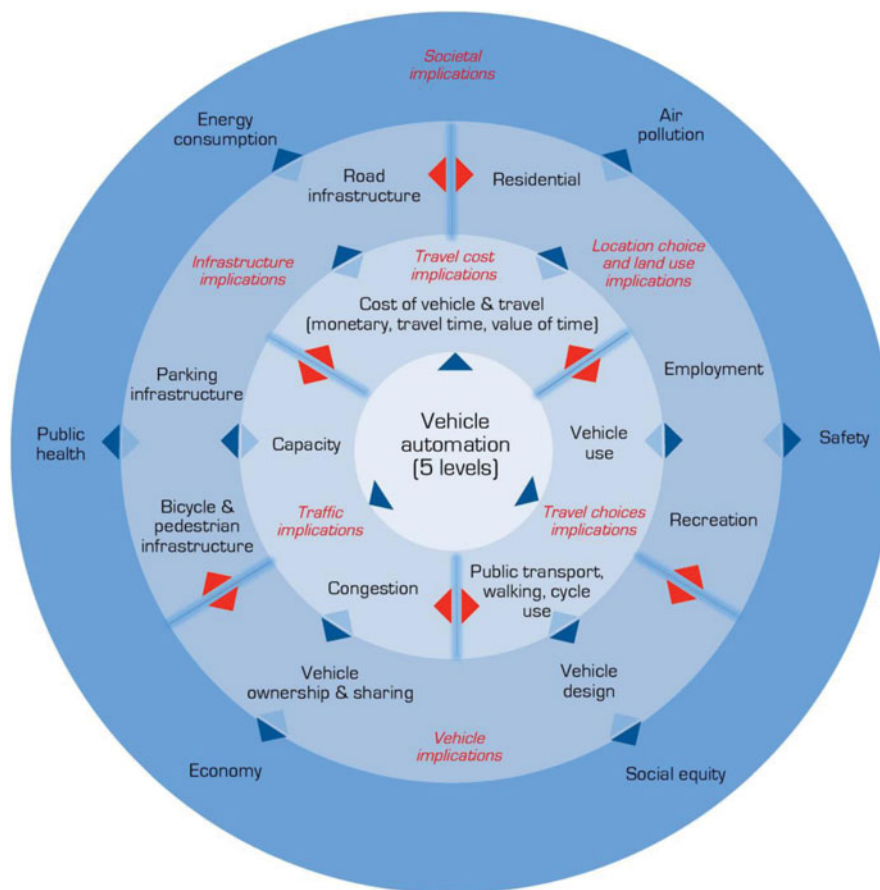 Societal
implications
Energy
consumption
Air
pollution
Road
infrastructure
Residential
Infrastructure
implications
Travel cost
implications
Location choice
and land use
implications
Cost of vehicle & travel
(monetary, travel time, value of time)
Parking
infrastructure
Employment
Public
health
Capacity
Vehicle
automation
(5 levels)
Vehicle
use
Safety
Bicycle &
pedestrian
infrastructure
Traffic
implications
Travel choices
implications
Recreation
Congestion
Public transport,
walking, cycle
use
Vehicle
ownership & sharing
Vehicle
design
Vehicle
implications
Economy
Social equity